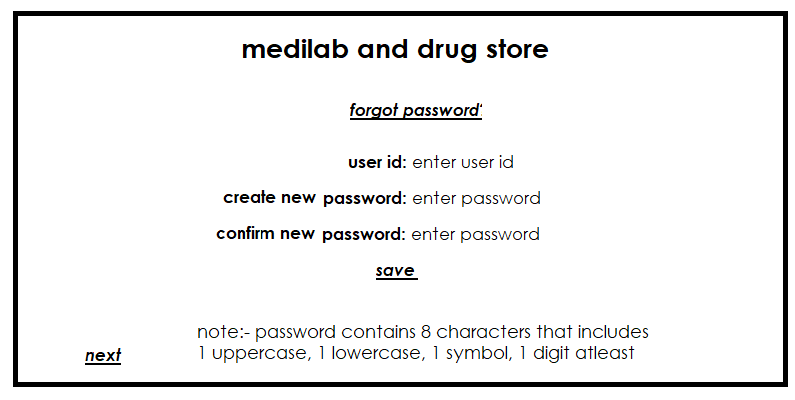 medilab and drug store
forgot password?
user id: enter user id
create new password: enter password
confirm new password: enter password
save
note:- password contains 8 characters that includes
1 uppercase, 1 lowercase, 1 symbol, 1 digit atleast
next